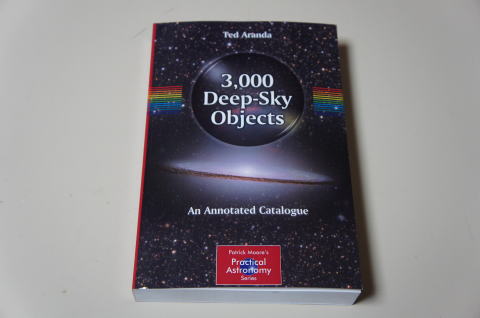 Ted Aranda
3,000
Deep-Sky
Objects
An Annotated Catalogue
Patrick Moore's
Practical
Astronomy
Series